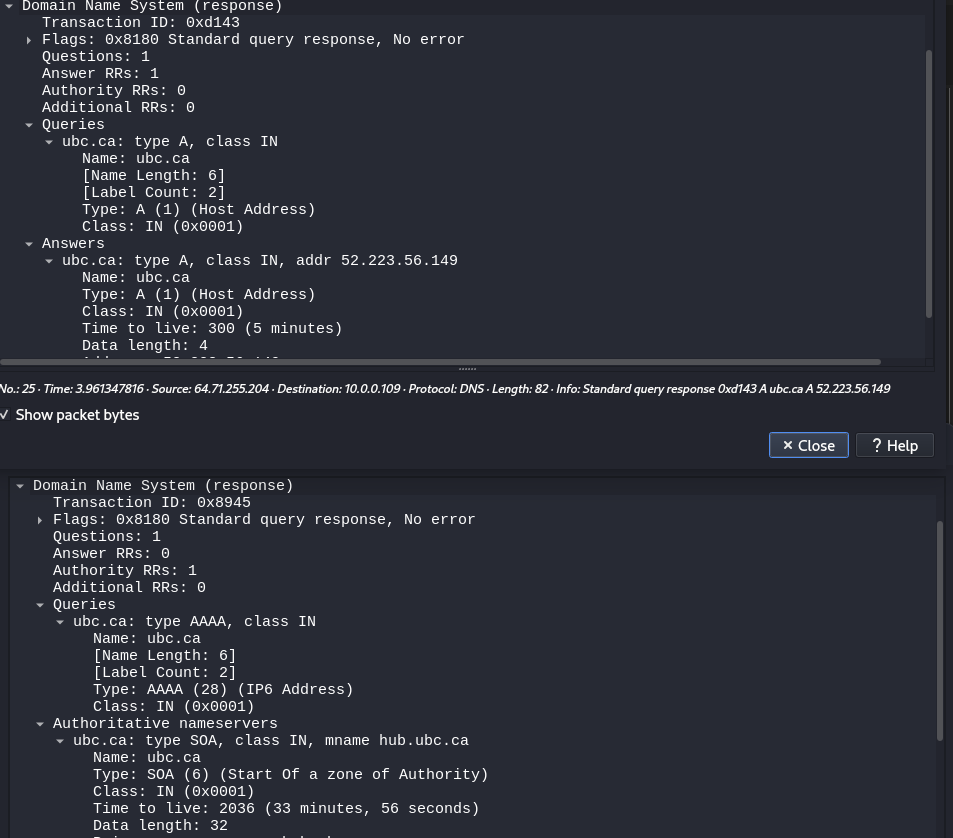 Domain Name System (response)
Transaction ID: 0xd143
Flags: 0x8180 Standard query response, No error
Questions: 1
Answer RRs: 1
Authority RRs: 0
Additional RRs: 0
Queries
ubc.ca: type A, class IN
Name: ubc.ca
[Name Length: 6]
[Label Count: 2]
Type: A (1) (Host Address)
Class: IN (0x0001)
Answers
ubc.ca: type A, class IN, addr 52.223.56.149
Name: ubc.ca
Type: A (1) (Host Address)
Class: IN (0x0001)
Time to live: 300 (5 minutes)
Data length: 4
No.: 25 · Time: 3.961347816 · Source: 64.71.255.204 · Destination: 10.0.0.109 · Protocol: DNS · Length: 82 · Info: Standard query response 0xd143 A ubc.ca A 52.223.56.149
Show packet bytes
Close
Help
Domain Name System (response)
Transaction ID: 0x8945
Flags: 0x8180 Standard query response, No error
Questions: 1
Answer RRs: 0
Authority RRs: 1
Additional RRs: 0
Queries
ubc.ca: type AAAA, class IN
Name: ubc.ca
[Name Length: 6]
[Label Count: 2]
Type: AAAA (28) (IP6 Address)
Class: IN (0x0001)
Authoritative nameservers
ubc.ca: type SOA, class IN, mname hub.ubc.ca
Name: ubc.ca
Type: SOA (6) (Start Of a zone of Authority)
Class: IN (0x0001)
Time to live: 2036 (33 minutes, 56 seconds)
Data length: 32